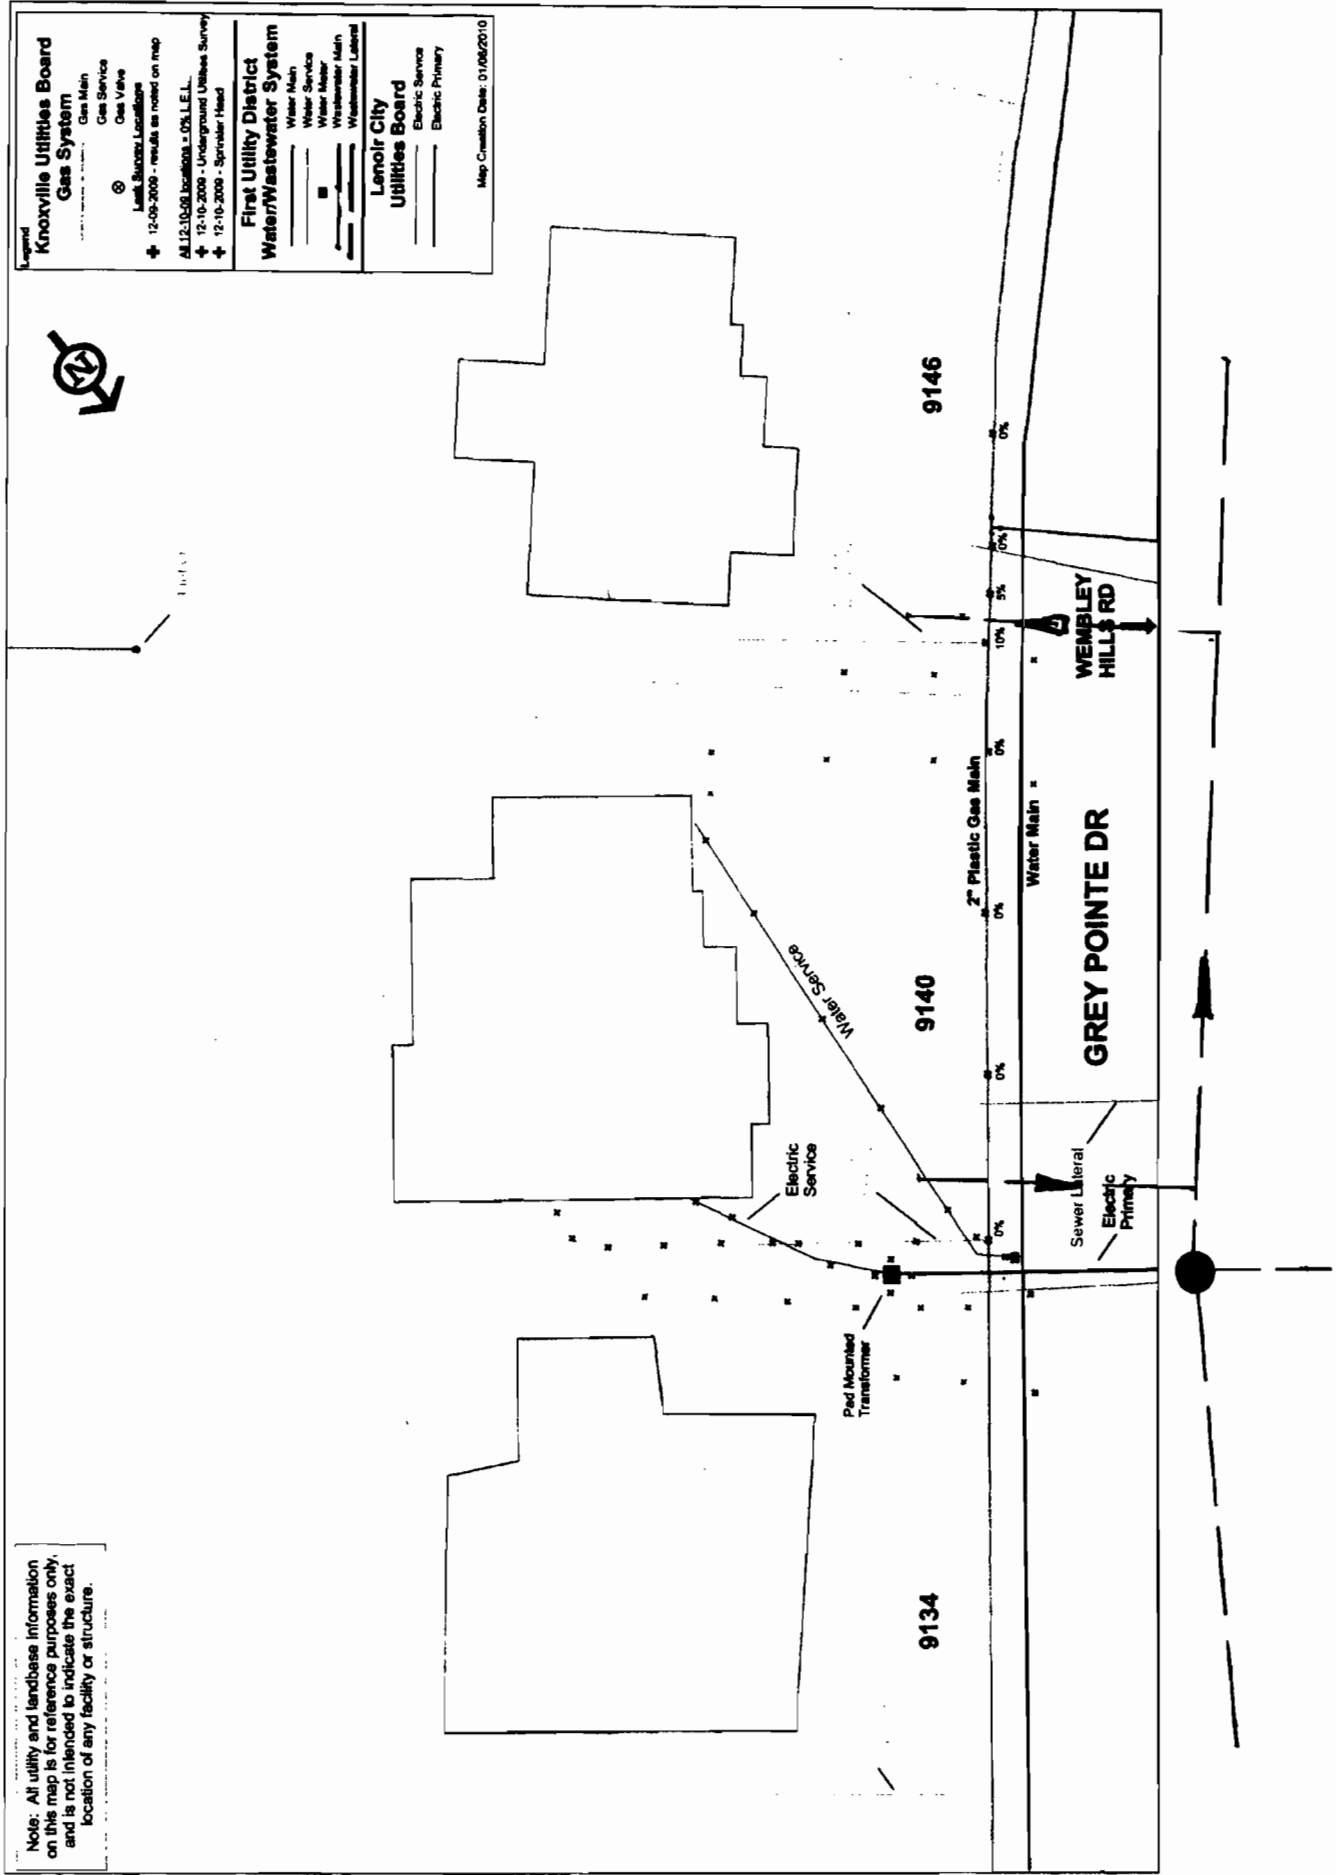 Note: All utility and landbase information
on this map is for reference purposes only,
and is not intended to indicate the exact
location of any facility or structure.
Legend
Knoxville Utilities Board
Gas System
Gas Main
Gas Service
Gas Valve
Leak Survey Locations
12-09-2009 - results as noted on map
All 12-10-09 locations = 0% L.E.L.
12-10-2009 - Underground Utilities Survey
12-10-2009 - Sprinkler Head
First Utility District
Water/Wastewater System
Water Main
Water Service
Water Meter
Wastewater Main
Wastewater Lateral
Lenoir City
Utilities Board
Electric Service
Electric Primary
Map Creation Date: 01/06/2010
N
Electric
Service
Water Service
Pad Mounted
Transformer
9134
9140
9146
2" Plastic Gas Main
0%
0%
0%
0%
10%
5%
0%
0%
Water Main
Sewer Lateral
Electric
Primary
GREY POINTE DR
WEMBLEY
HILLS RD